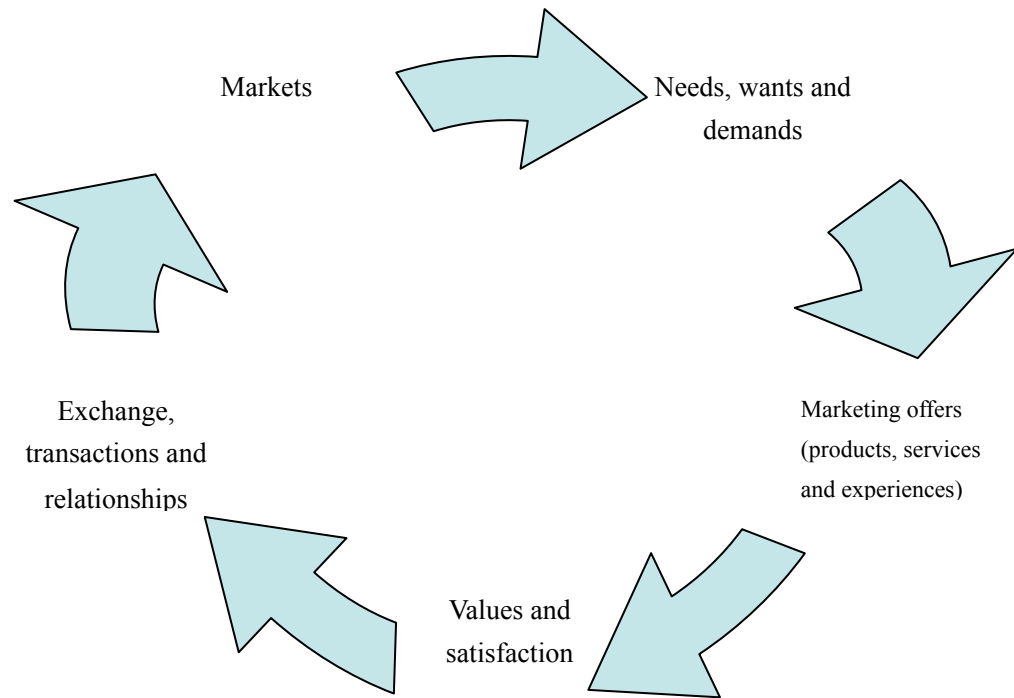 Markets
Needs, wants and
demands
Marketing offers
(products, services
and experiences)
Values and
satisfaction
Exchange,
transactions and
relationships